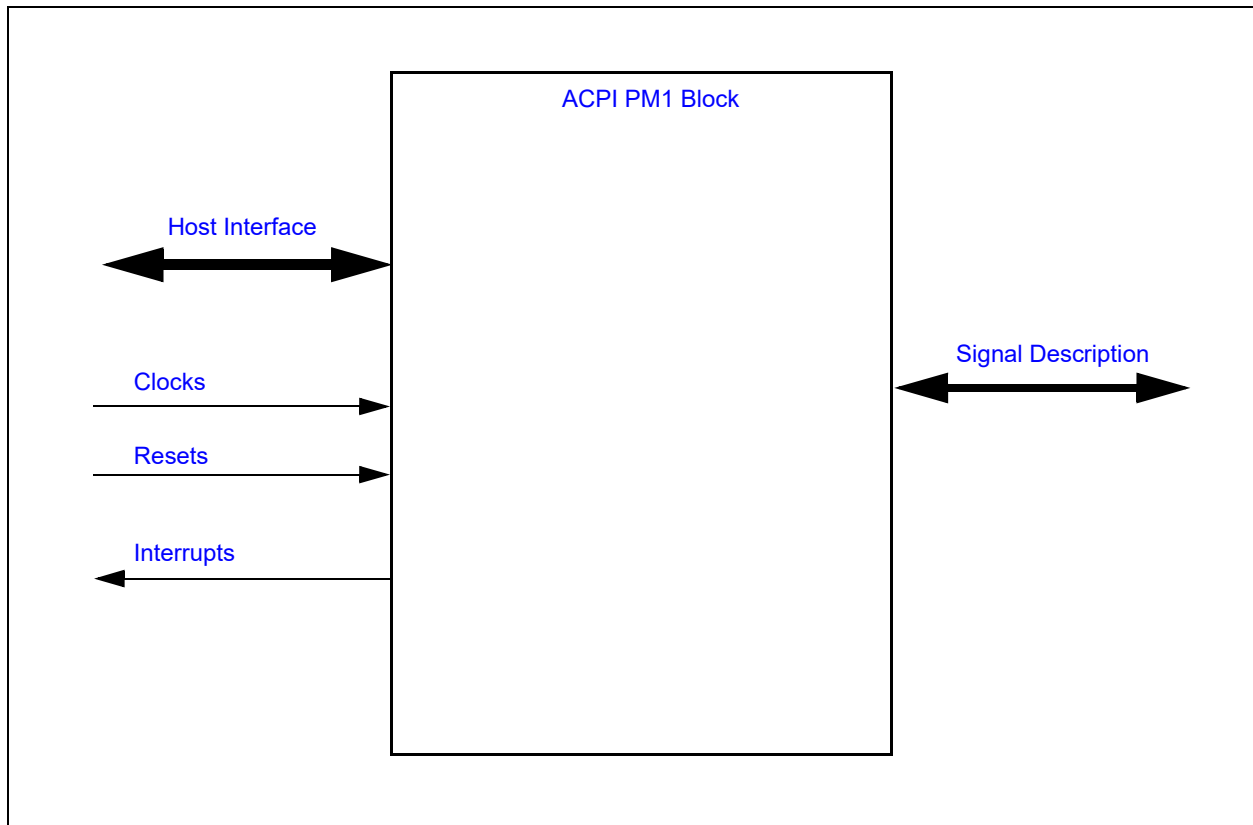 ACPI PM1 Block
Host Interface
Signal Description
Clocks
Resets
Interrupts